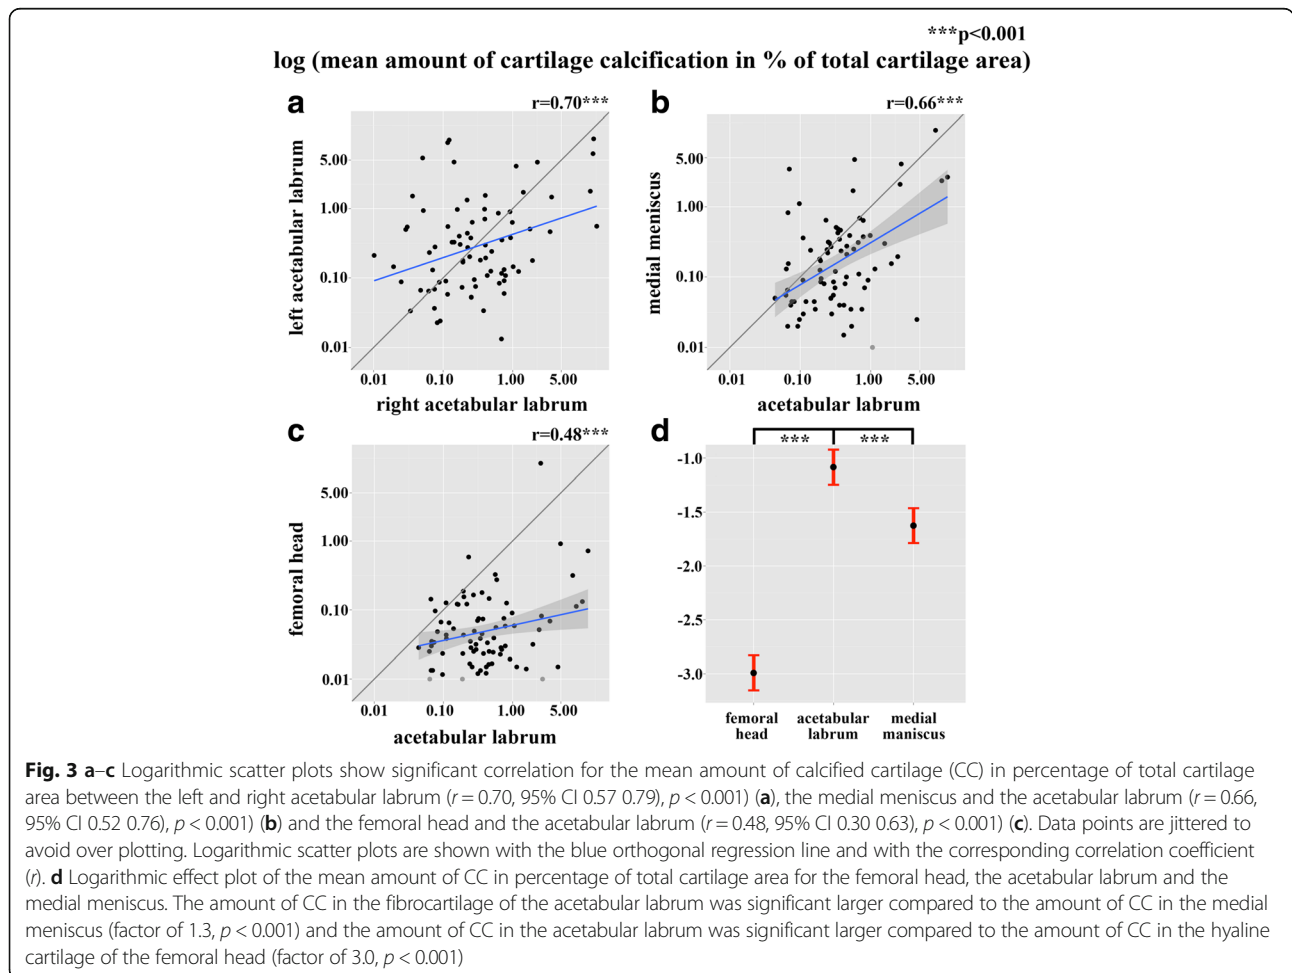 ***p<0.001
log (mean amount of cartilage calcification in % of total cartilage area)
a
r=0.70***
left acetabular labrum
5.00
1.00
0.10
0.01
0.01 0.10 1.00 5.00
right acetabular labrum
b
r=0.66***
medial meniscus
5.00
1.00
0.10
0.01
0.01 0.10 1.00 5.00
acetabular labrum
c
r=0.48***
femoral head
5.00
1.00
0.10
0.01
0.01 0.10 1.00 5.00
acetabular labrum
d
*** ***
-1.0
-1.5
-2.0
-2.5
-3.0
femoral head
acetabular labrum
medial maniscus
Fig. 3 a–c Logarithmic scatter plots show significant correlation for the mean amount of calcified cartilage (CC) in percentage of total cartilage
area between the left and right acetabular labrum (r = 0.70, 95% CI 0.57 0.79), p < 0.001) (a), the medial meniscus and the acetabular labrum (r = 0.66,
95% CI 0.52 0.76), p < 0.001) (b) and the femoral head and the acetabular labrum (r = 0.48, 95% CI 0.30 0.63), p < 0.001) (c). Data points are jittered to
avoid over plotting. Logarithmic scatter plots are shown with the blue orthogonal regression line and with the corresponding correlation coefficient
(r). d Logarithmic effect plot of the mean amount of CC in percentage of total cartilage area for the femoral head, the acetabular labrum and the
medial meniscus. The amount of CC in the fibrocartilage of the acetabular labrum was significant larger compared to the amount of CC in the medial
meniscus (factor of 1.3, p < 0.001) and the amount of CC in the acetabular labrum was significant larger compared to the amount of CC in the hyaline
cartilage of the femoral head (factor of 3.0, p < 0.001)